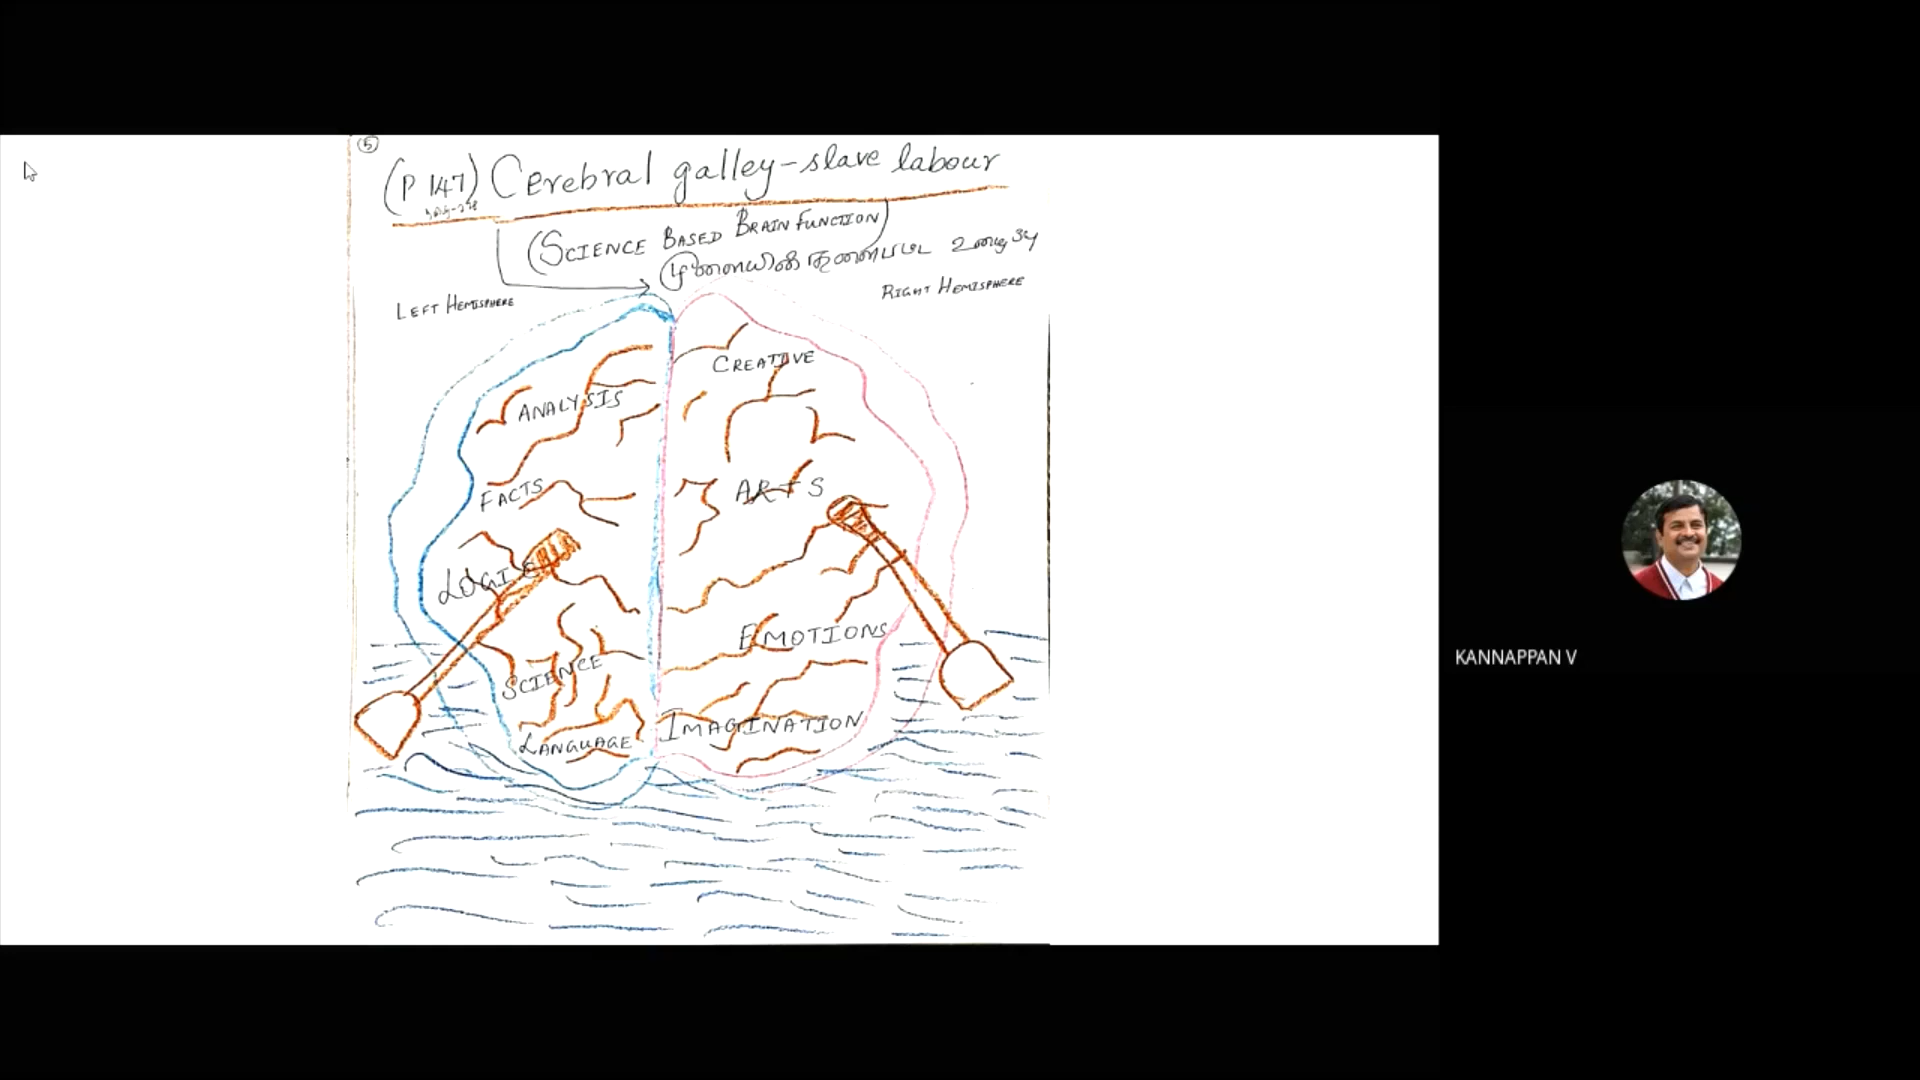 5
(P 147) Cerebral galley-slave labour
(SCIENCE BASED BRAIN FUNCTION)
மூளையின்
LEFT HEMISPHERE
RIGHT HEMISPHERE
CREATIVE
ANALYSIS
FACTS
ARTS
LOGIC
EMOTIONS
SCIENCE
IMAGINATION
LANGUAGE
KANNAPPAN V